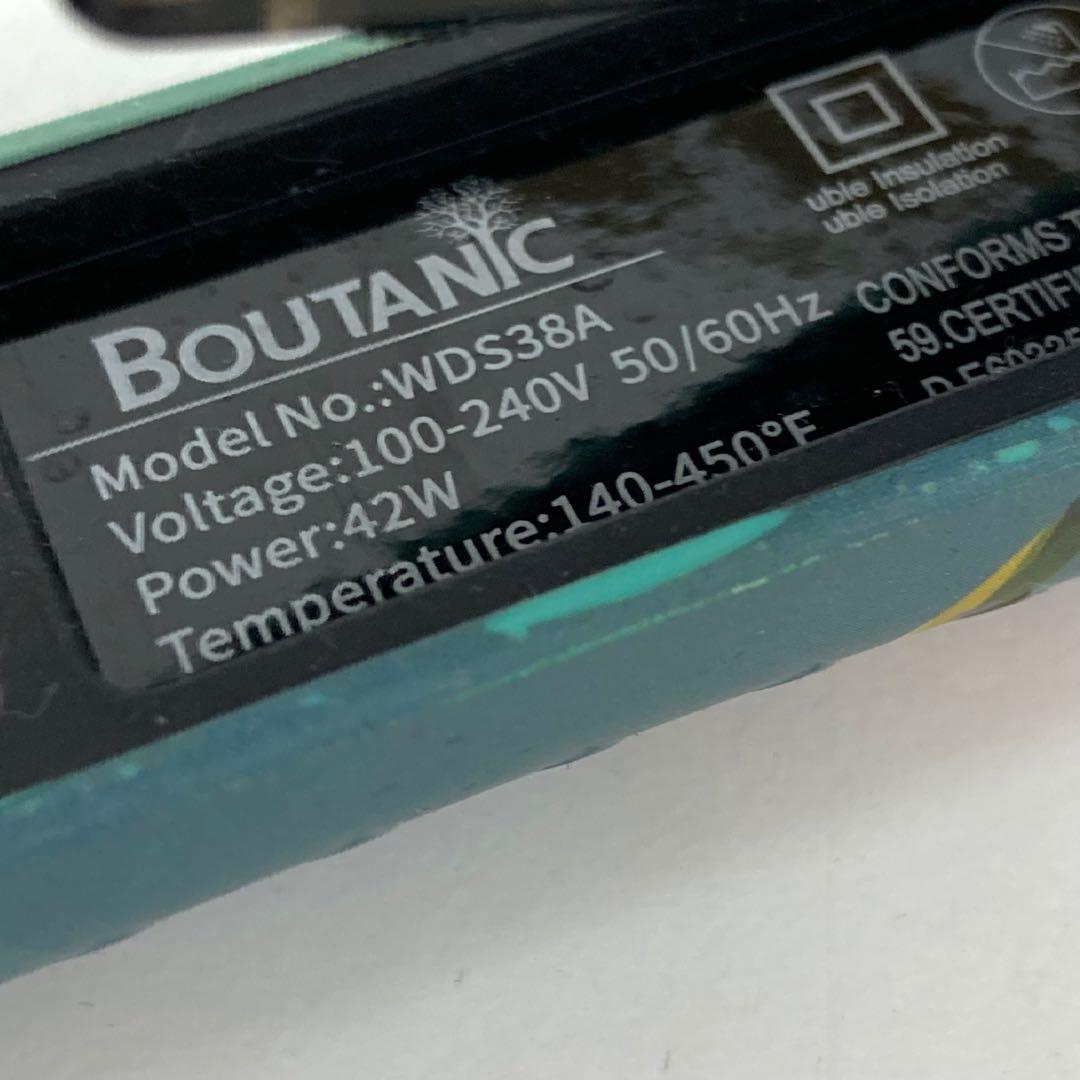 BOUTANIC
Model No.:WDS38A
Voltage:100-240V 50/60Hz
Power:42W
Temperature:140-450°F
uble Insulation
uble Isolation
CONFORMS T
59.CERTIFI